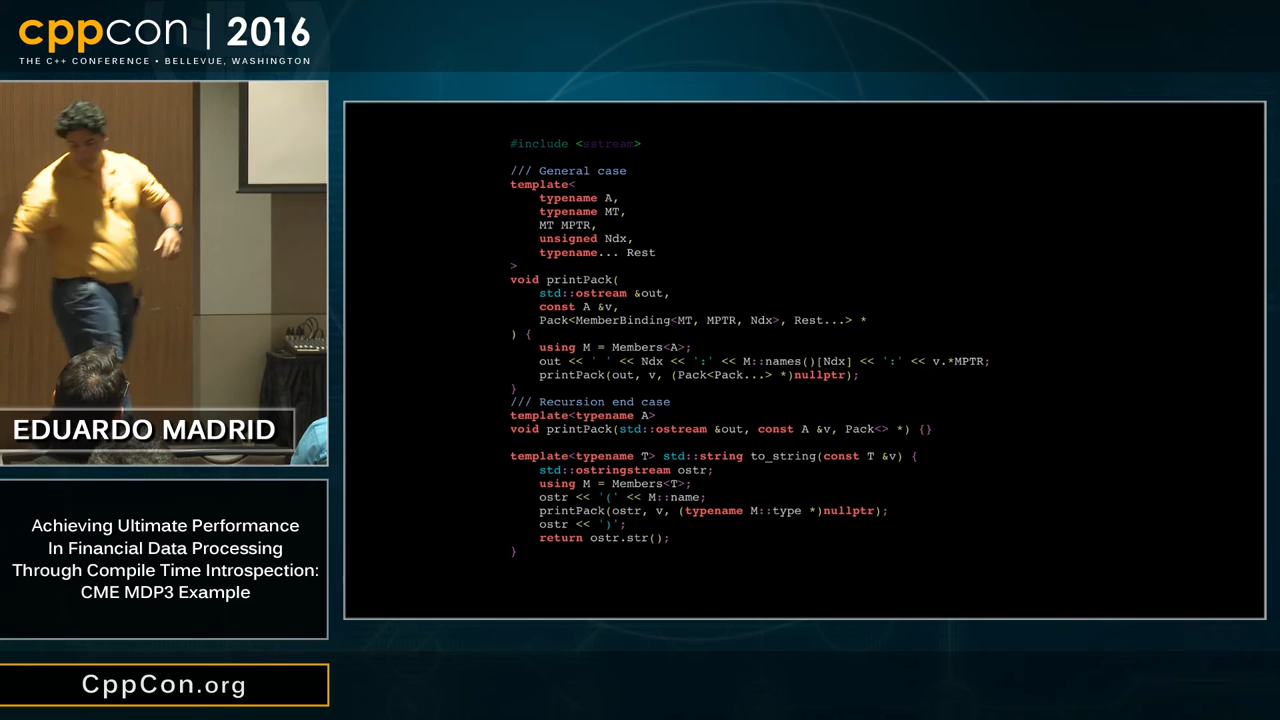 cppcon | 2016
THE C++ CONFERENCE • BELLEVUE, WASHINGTON
EDUARDO MADRID
Achieving Ultimate Performance
In Financial Data Processing
Through Compile Time Introspection:
CME MDP3 Example
CppCon.org
#include <sstream>
/// General case
template<
typename A,
typename MT,
MT MPTR,
unsigned Ndx,
typename... Rest
>
void printPack(
std::ostream &out,
const A &v,
Pack<MemberBinding<MT, MPTR, Ndx>, Rest...> *
) {
using M = Members<A>;
out << ' ' << Ndx << ':' << M::names()[Ndx] << ':' << v.*MPTR;
printPack(out, v, (Pack<Pack...> *)nullptr);
}
/// Recursion end case
template<typename A>
void printPack(std::ostream &out, const A &v, Pack<> *) {}
template<typename T> std::string to_string(const T &v) {
std::ostringstream ostr;
using M = Members<T>;
ostr << '(' << M::name;
printPack(ostr, v, (typename M::type *)nullptr);
ostr << ')';
return ostr.str();
}